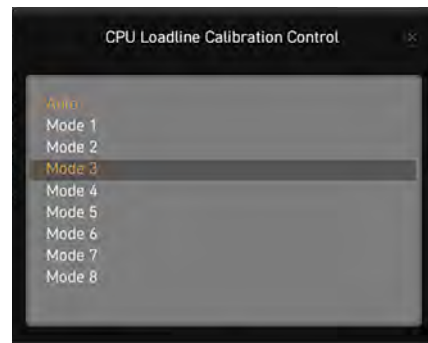 CPU Loadline Calibration Control
Auto
Mode 1
Mode 2
Mode 3
Mode 4
Mode 5
Mode 6
Mode 7
Mode 8